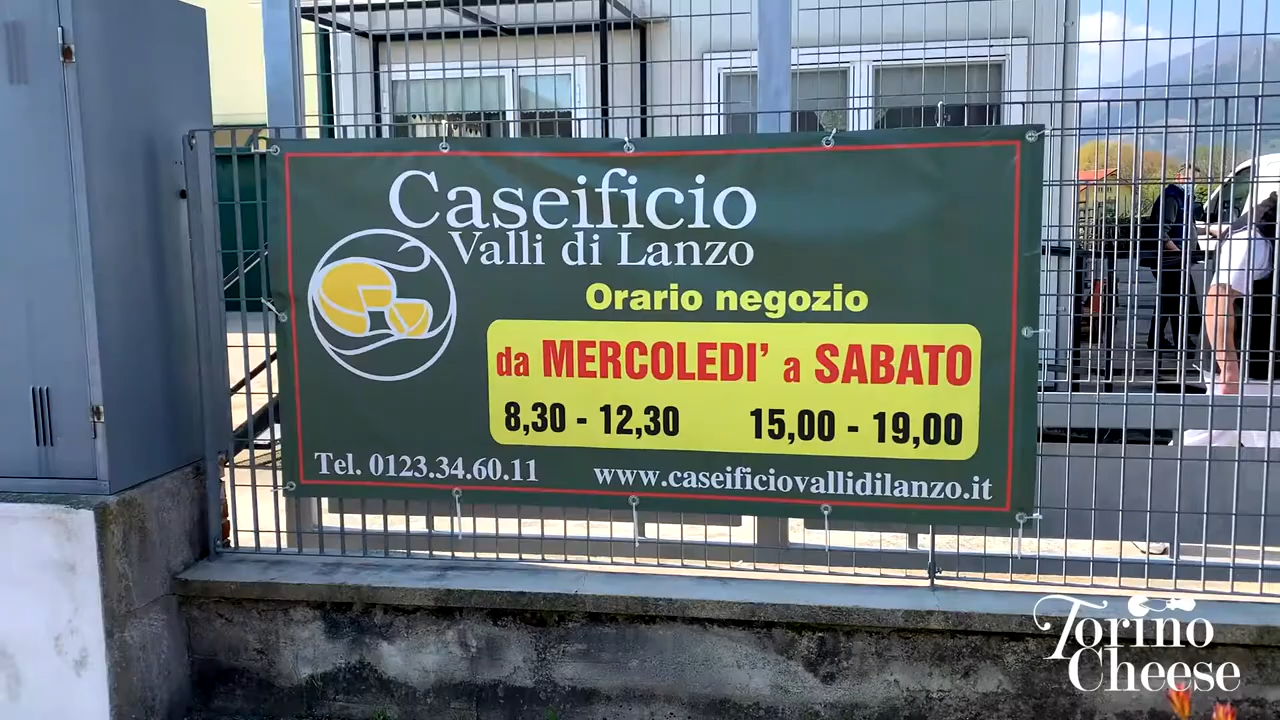 Caseificio
Valli di Lanzo
Orario negozio
da MERCOLEDI’ a SABATO
8,30 - 12,30 15,00 - 19,00
Tel. 0123.34.60.11 www.caseificiovallidilanzo.it
Torino
Cheese